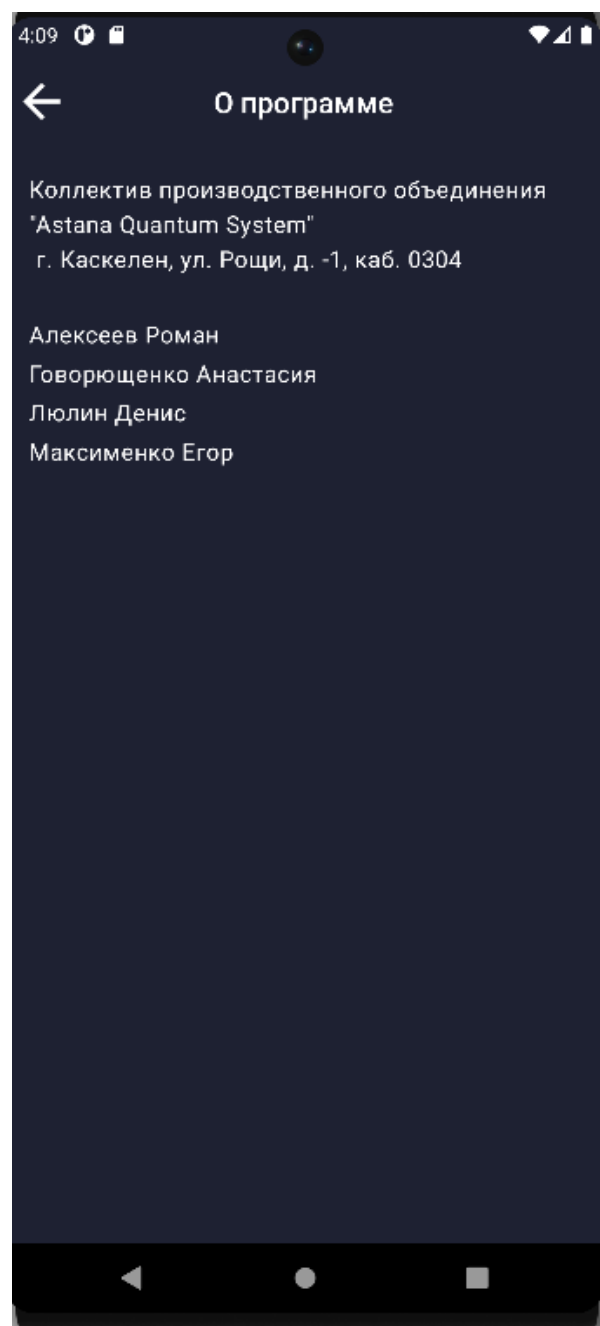 4:09
О программе
Коллектив производственного объединения
"Astana Quantum System"
г. Каскелен, ул. Рощи, д. -1, каб. 0304
Алексеев Роман
Говорющенко Анастасия
Люлин Денис
Максименко Егор